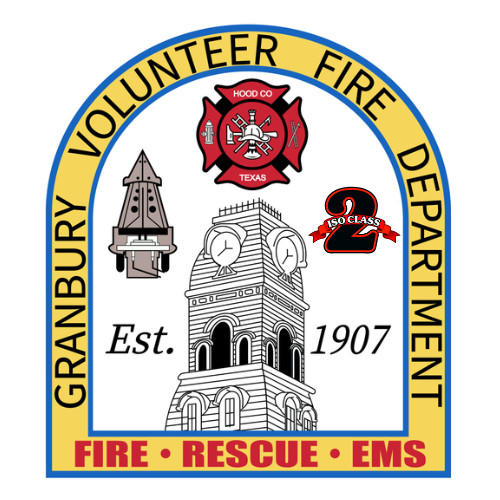 GRANBURY VOLUNTEER FIRE DEPARTMENT
HOOD CO
TEXAS
ISO CLASS
2
Est. 1907
FIRE • RESCUE • EMS